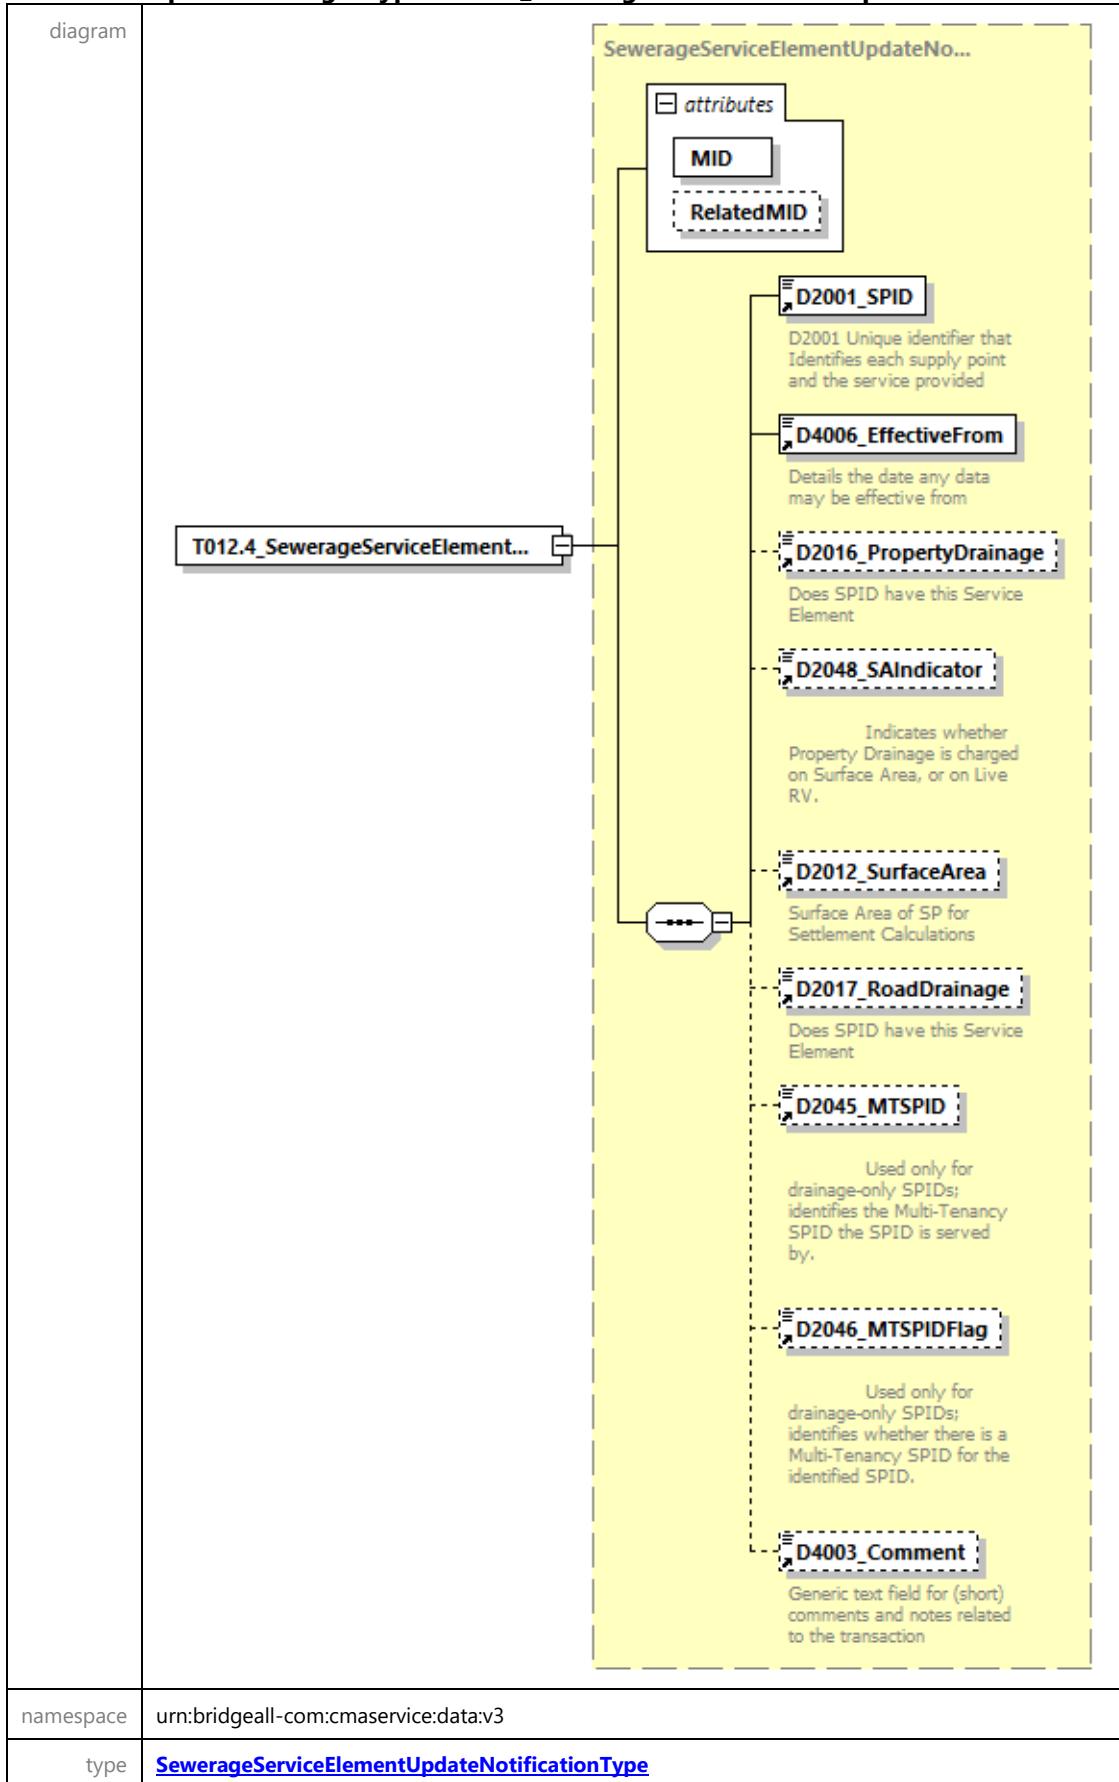 diagram
SewerageServiceElementUpdateNo...
attributes
MID
RelatedMID
D2001_SPID
D2001 Unique identifier that
Identifies each supply point
and the service provided
D4006_EffectiveFrom
Details the date any data
may be effective from
T012.4_SewerageServiceElement...
D2016_PropertyDrainage
Does SPID have this Service
Element
D2048_SAIndicator
Indicates whether
Property Drainage is charged
on Surface Area, or on Live
RV.
D2012_SurfaceArea
Surface Area of SP for
Settlement Calculations
D2017_RoadDrainage
Does SPID have this Service
Element
D2045_MTSPID
Used only for
drainage-only SPIDs;
identifies the Multi-Tenancy
SPID the SPID is served
by.
D2046_MTSPIDFlag
Used only for
drainage-only SPIDs;
identifies whether there is a
Multi-Tenancy SPID for the
identified SPID.
D4003_Comment
Generic text field for (short)
comments and notes related
to the transaction
namespace urn:bridgeall-com:cmaservice:data:v3
type SewerageServiceElementUpdateNotificationType